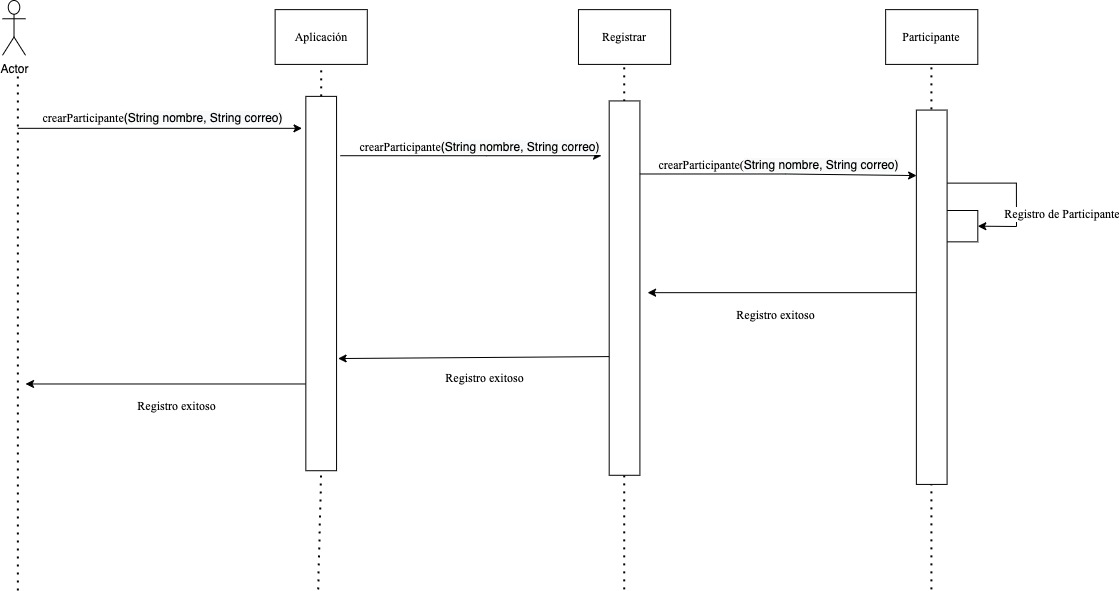 Aplicación
Registrar
Participante
Actor
crearParticipante(String nombre, String correo)
crearParticipante(String nombre, String correo)
crearParticipante(String nombre, String correo)
Registro de Participante
Registro exitoso
Registro exitoso
Registro exitoso